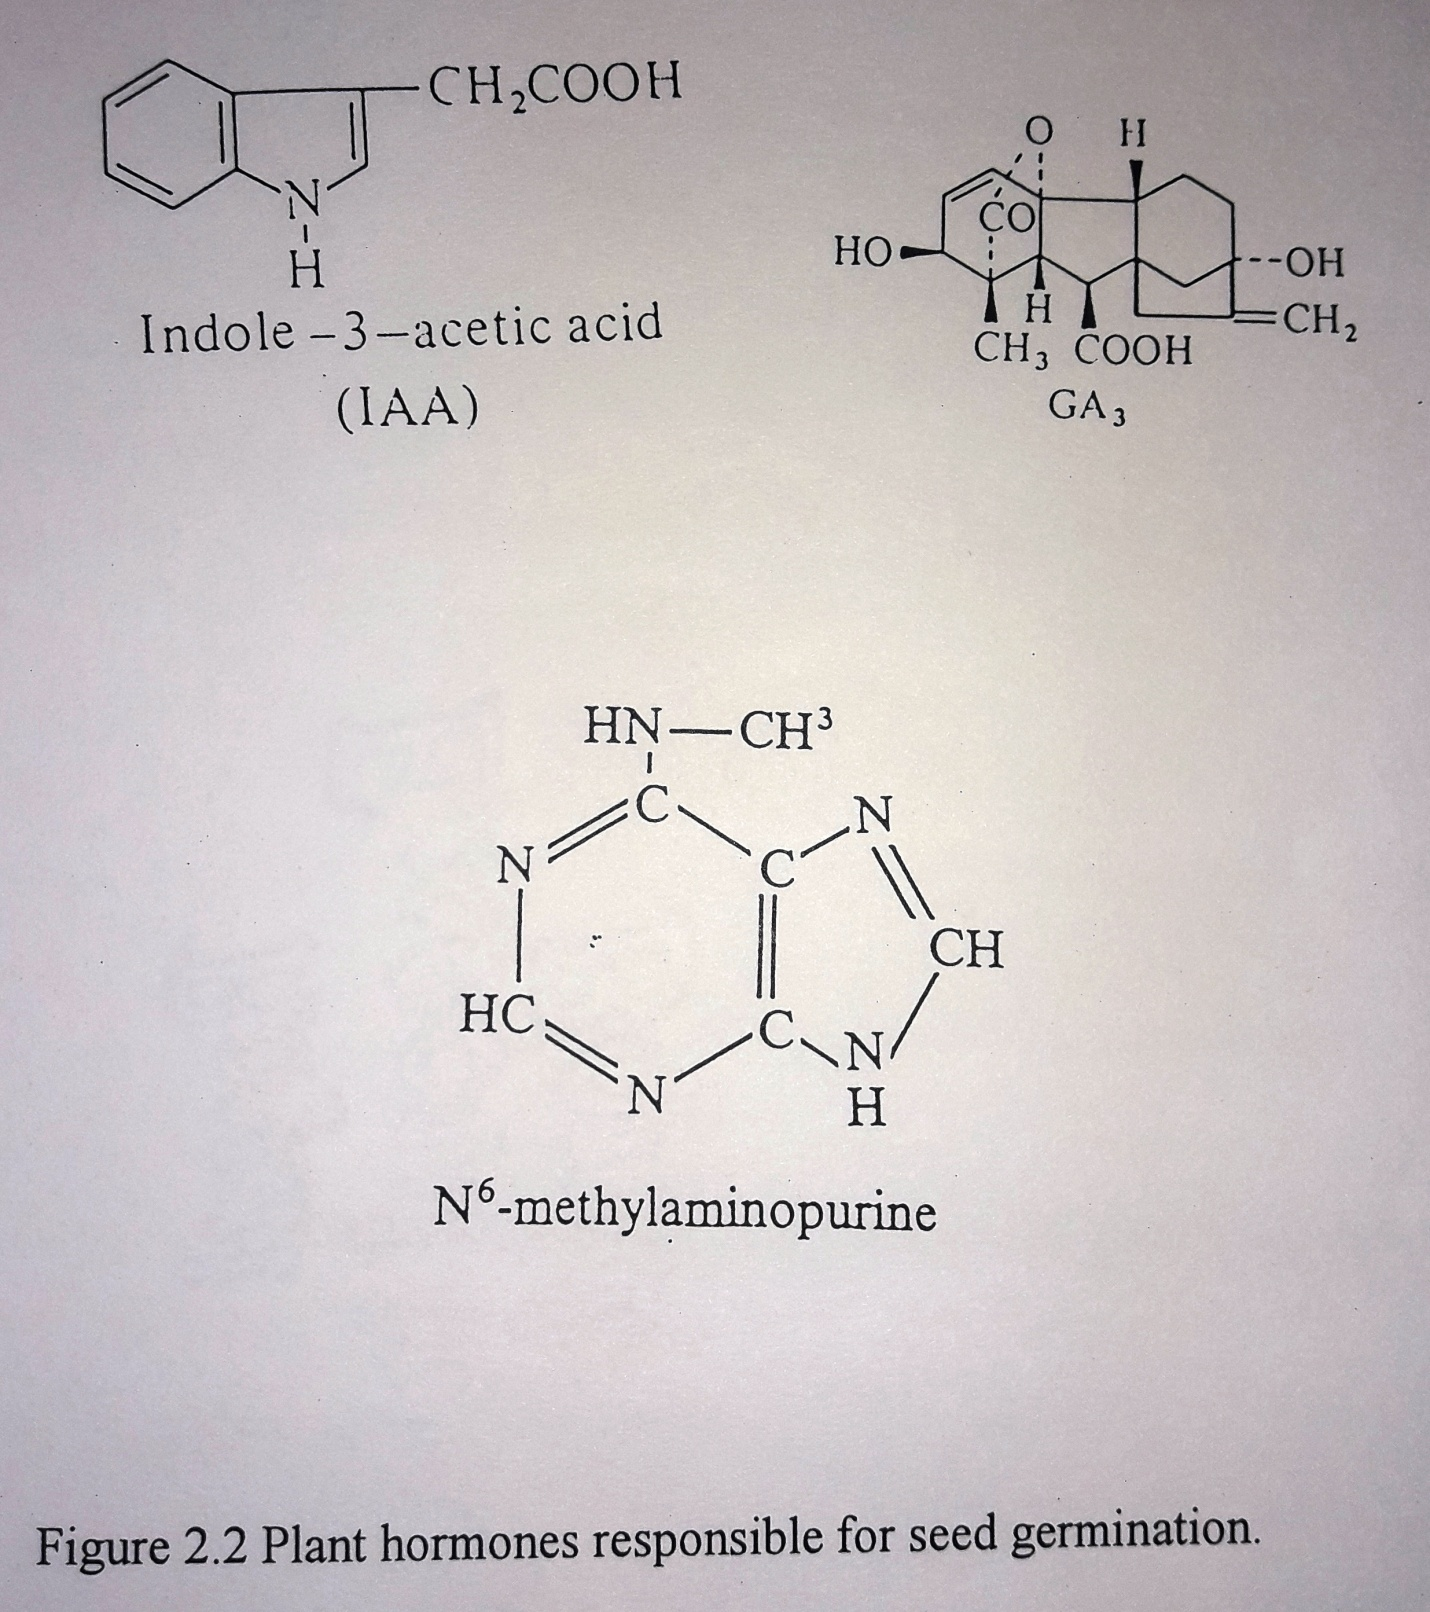 CH₂COOH
N
H
Indole –3–acetic acid
(IAA)
O H
CO
HO OH
H CH₂
CH₃ COOH
GA₃
HN—CH³
C N
N C
CH
HC C N
N H
N⁶-methylaminopurine
Figure 2.2 Plant hormones responsible for seed germination.